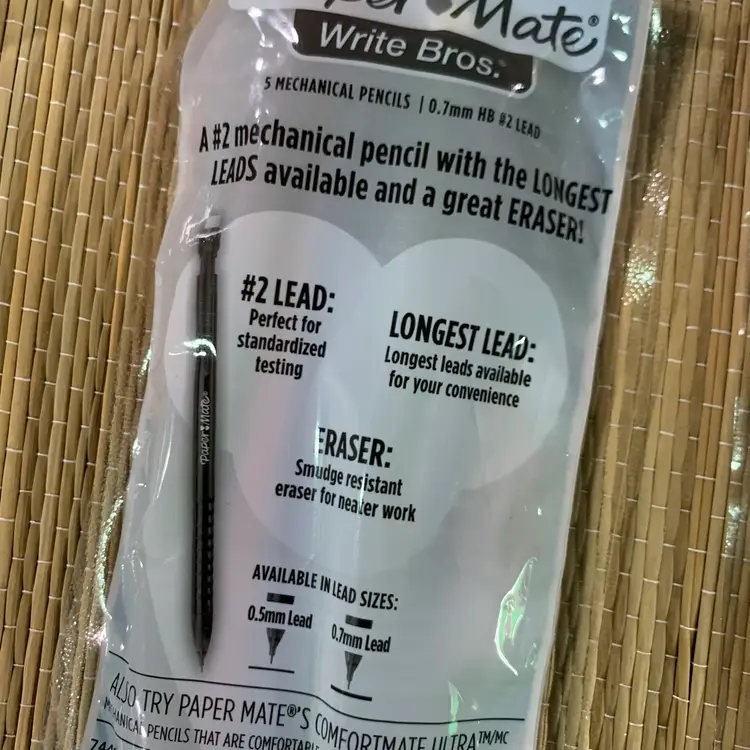 Mate®
Write Bros.®
5 MECHANICAL PENCILS | 0.7mm HB #2 LEAD
A #2 mechanical pencil with the LONGEST
LEADS available and a great ERASER!
#2 LEAD:
Perfect for
standardized
testing
LONGEST LEAD:
Longest leads available
for your convenience
Paper Mate®
ERASER:
Smudge resistant
eraser for neater work
AVAILABLE IN LEAD SIZES:
0.5mm Lead
0.7mm Lead
ALSO TRY PAPER MATE®'S COMFORTMATE ULTRA™/MC
PENCILS THAT ARE